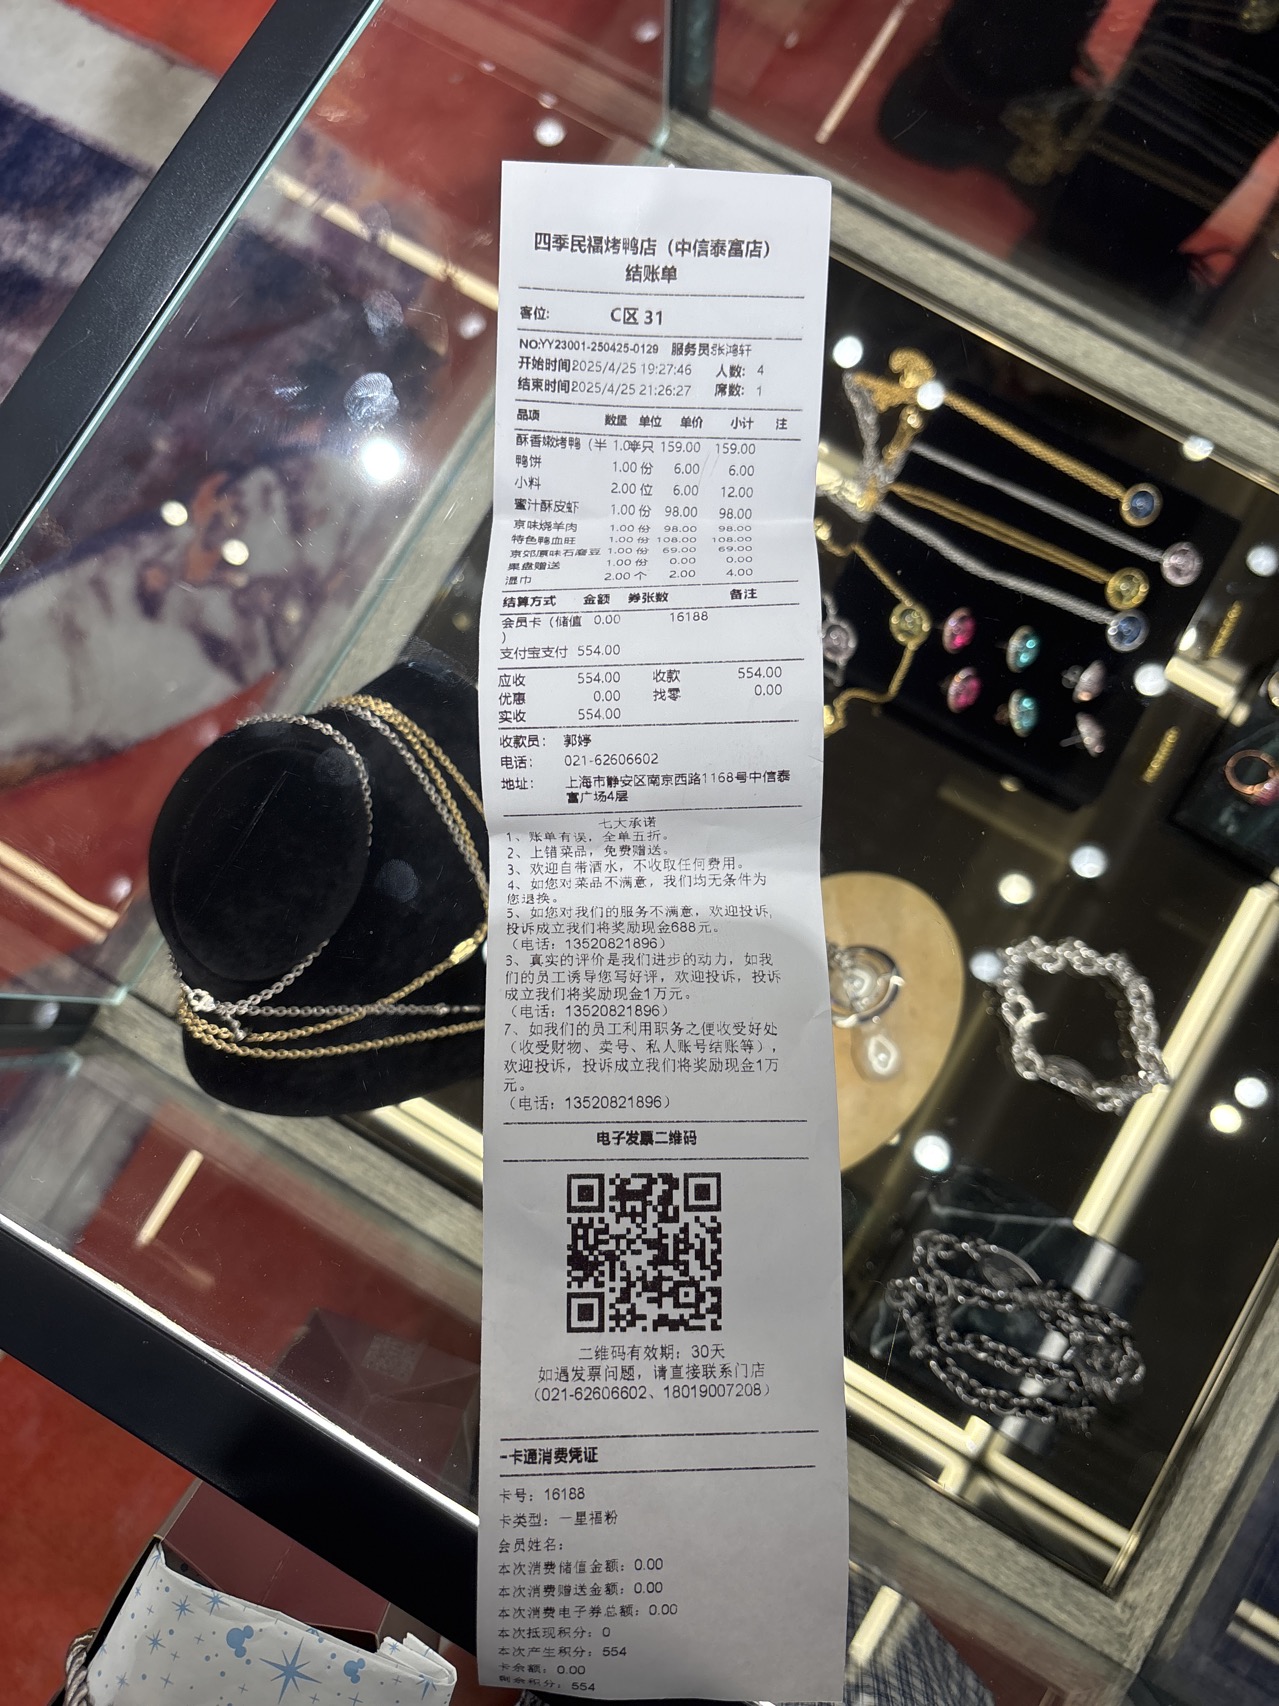 四季民福烤鸭店（中信泰富店）
结账单
客位: C区 31
NO:YY23001-250425-0129 服务员:张鸿轩
开始时间2025/4/25 19:27:46 人数: 4
结束时间2025/4/25 21:26:27 席数: 1
品项 数量 单位 单价 小计 注
酥香嫩烤鸭（半 1.00半只 159.00 159.00
鸭饼 1.00 份 6.00 6.00
小料 2.00 位 6.00 12.00
蜜汁酥皮虾 1.00 份 98.00 98.00
京味烧羊肉 1.00 份 98.00 98.00
特色鸭血旺 1.00 份 108.00 108.00
京郊原味石磨豆 1.00 份 69.00 69.00
果盘赠送 1.00 份 0.00 0.00
湿巾 2.00 个 2.00 4.00
结算方式 金额 券张数 备注
会员卡（储值 0.00 16188
）
支付宝支付 554.00
应收 554.00 收款 554.00
优惠 0.00 找零 0.00
实收 554.00
收款员: 郭婷
电话: 021-62606602
地址: 上海市静安区南京西路1168号中信泰
富广场4层
七大承诺
1、账单有误，全单五折。
2、上错菜品，免费赠送。
3、欢迎自带酒水，不收取任何费用。
4、如您对菜品不满意，我们均无条件为
您退换。
5、如您对我们的服务不满意，欢迎投诉,
投诉成立我们将奖励现金688元。
（电话: 13520821896）
6、真实的评价是我们进步的动力，如我
们的员工诱导您写好评，欢迎投诉，投诉
成立我们将奖励现金1万元。
（电话: 13520821896）
7、如我们的员工利用职务之便收受好处
（收受财物、卖号、私人账号结账等），
欢迎投诉，投诉成立我们将奖励现金1万
元。
（电话: 13520821896）
电子发票二维码
二维码有效期: 30天
如遇发票问题，请直接联系门店
（021-62606602、18019007208）
-卡通消费凭证
卡号: 16188
卡类型: 一星福粉
会员姓名:
本次消费储值金额: 0.00
本次消费赠送金额: 0.00
本次消费电子券总额: 0.00
本次抵现积分: 0
本次产生积分: 554
卡余额: 0.00
剩余积分: 554